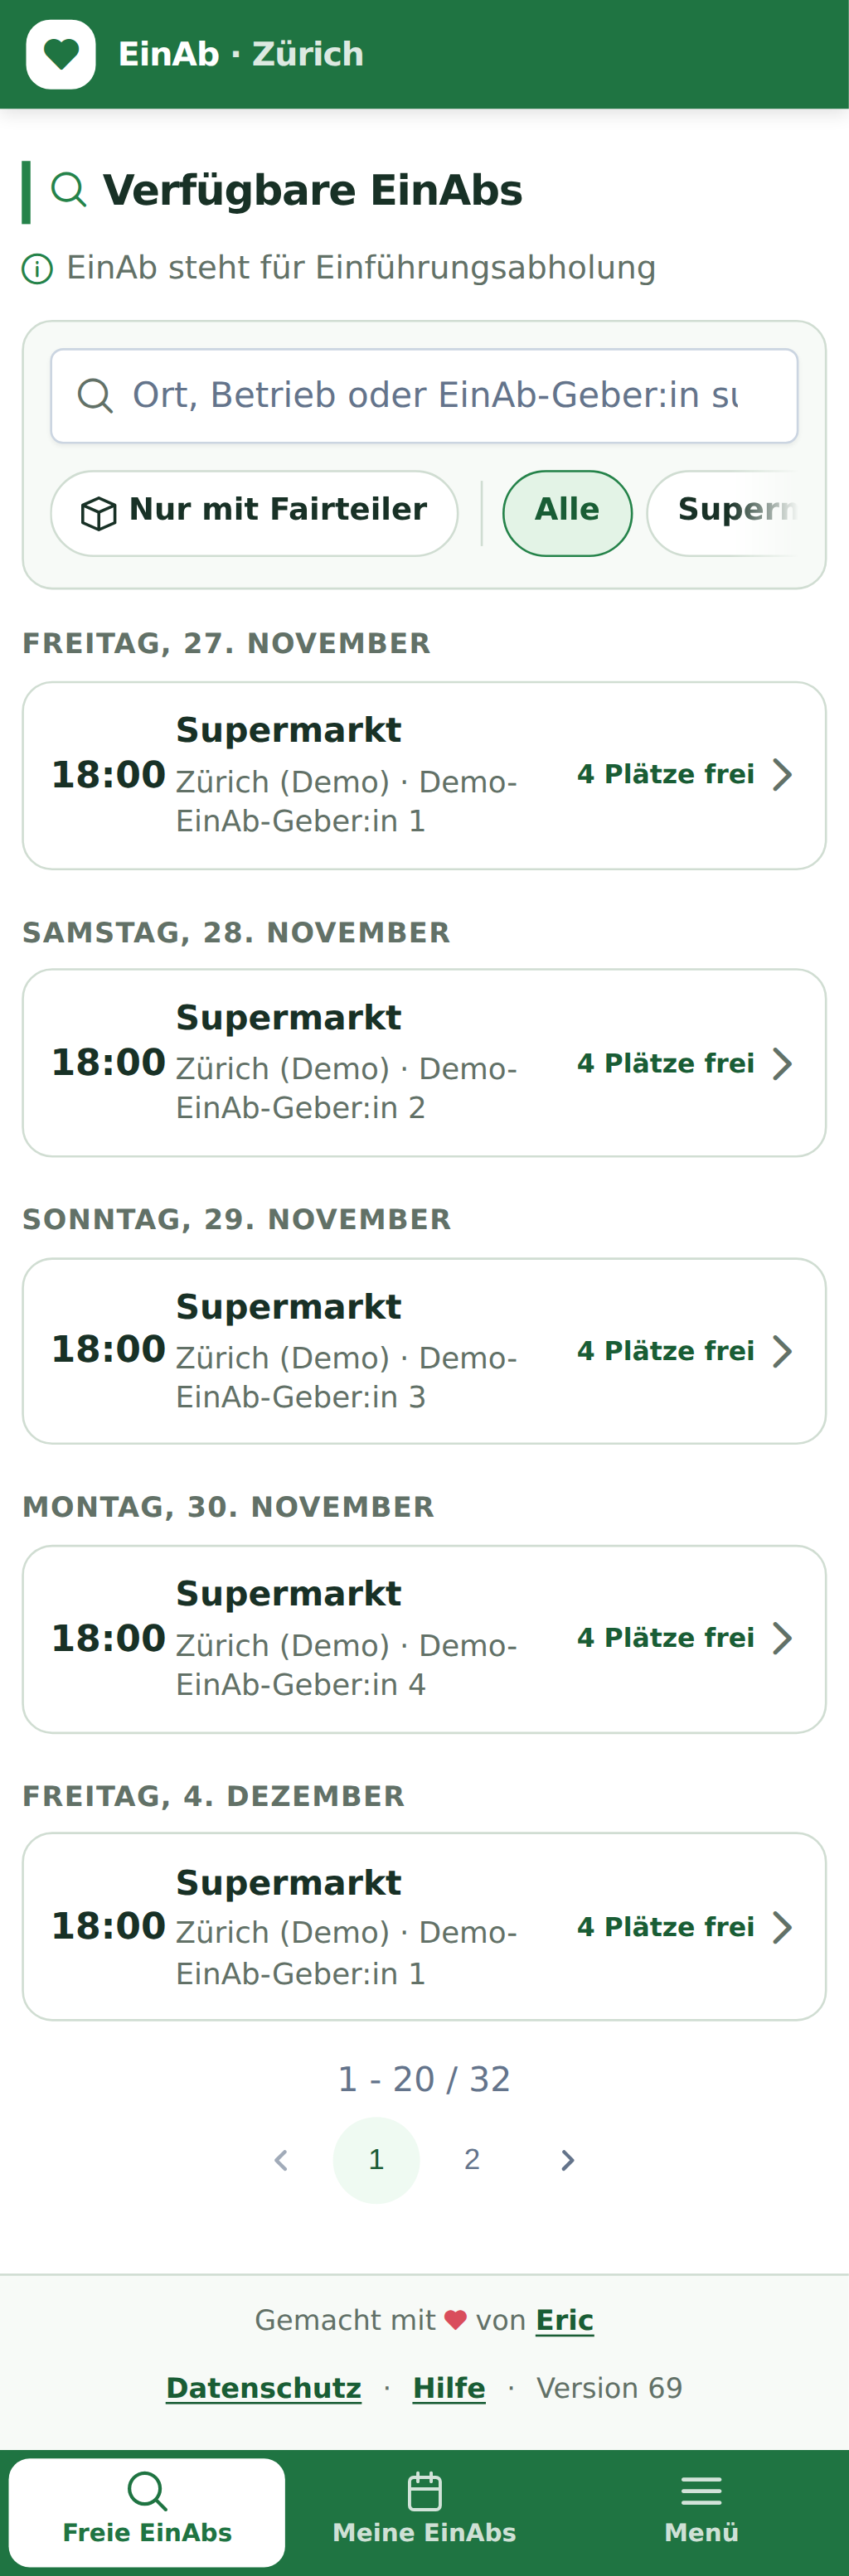 EinAb · Zürich
Verfügbare EinAbs
EinAb steht für Einführungsabholung
Ort, Betrieb oder EinAb-Geber:in su
Nur mit Fairteiler
Alle
Superm
FREITAG, 27. NOVEMBER
Supermarkt
18:00
Zürich (Demo) · Demo-
EinAb-Geber:in 1
4 Plätze frei
SAMSTAG, 28. NOVEMBER
Supermarkt
18:00
Zürich (Demo) · Demo-
EinAb-Geber:in 2
4 Plätze frei
SONNTAG, 29. NOVEMBER
Supermarkt
18:00
Zürich (Demo) · Demo-
EinAb-Geber:in 3
4 Plätze frei
MONTAG, 30. NOVEMBER
Supermarkt
18:00
Zürich (Demo) · Demo-
EinAb-Geber:in 4
4 Plätze frei
FREITAG, 4. DEZEMBER
Supermarkt
18:00
Zürich (Demo) · Demo-
EinAb-Geber:in 1
4 Plätze frei
1 - 20 / 32
1 2
Gemacht mit ❤ von Eric
Datenschutz · Hilfe · Version 69
Freie EinAbs
Meine EinAbs
Menü